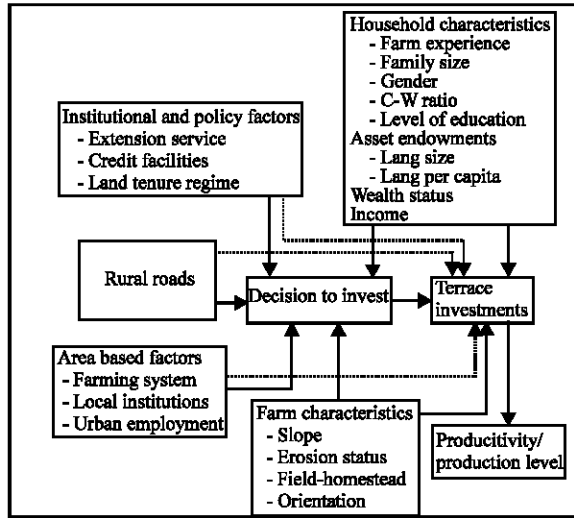 Household characteristics
- Farm experience
- Family size
- Gender
- C-W ratio
- Level of education
Asset endowments
- Lang size
- Lang per capita
Wealth status
Income
Institutional and policy factors
- Extension service
- Credit facilities
- Land tenure regime
Rural roads
Decision to invest
Terrace
investments
Area based factors
- Farming system
- Local institutions
- Urban employment
Farm characteristics
- Slope
- Erosion status
- Field-homestead
- Orientation
Producitivity/
production level